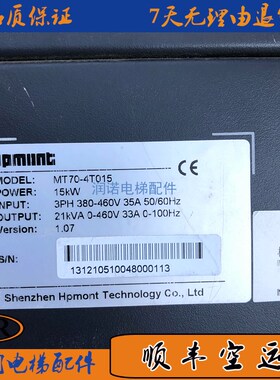 品质保证
7天无理由退
hpmont
MODEL: MT70-4T015
POWER: 15kW
润诺电梯配件
INPUT: 3PH 380-460V 35A 50/60Hz
OUTPUT: 21kVA 0-460V 33A 0-100Hz
Version: 1.07
S/N:
131210510048000113
Shenzhen Hpmont Technology Co., Ltd
电梯配件
顺丰空运